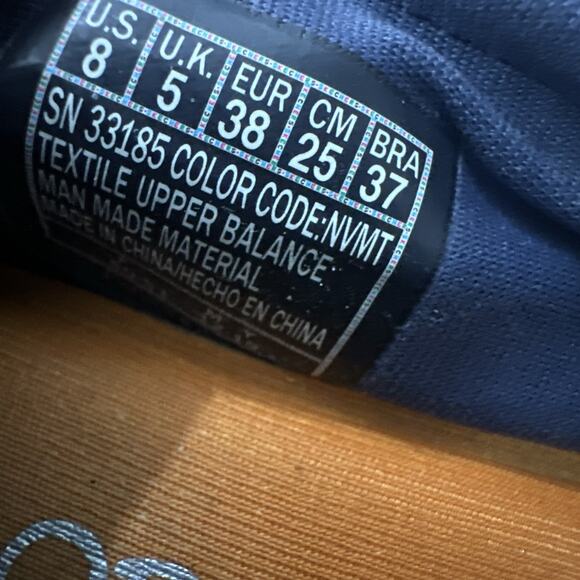 U.S. U.K. EUR CM BRA
8 5 38 25 37
SN 33185 COLOR CODE:NVMT
TEXTILE UPPER BALANCE
MAN MADE MATERIAL
MADE IN CHINA/HECHO EN CHINA